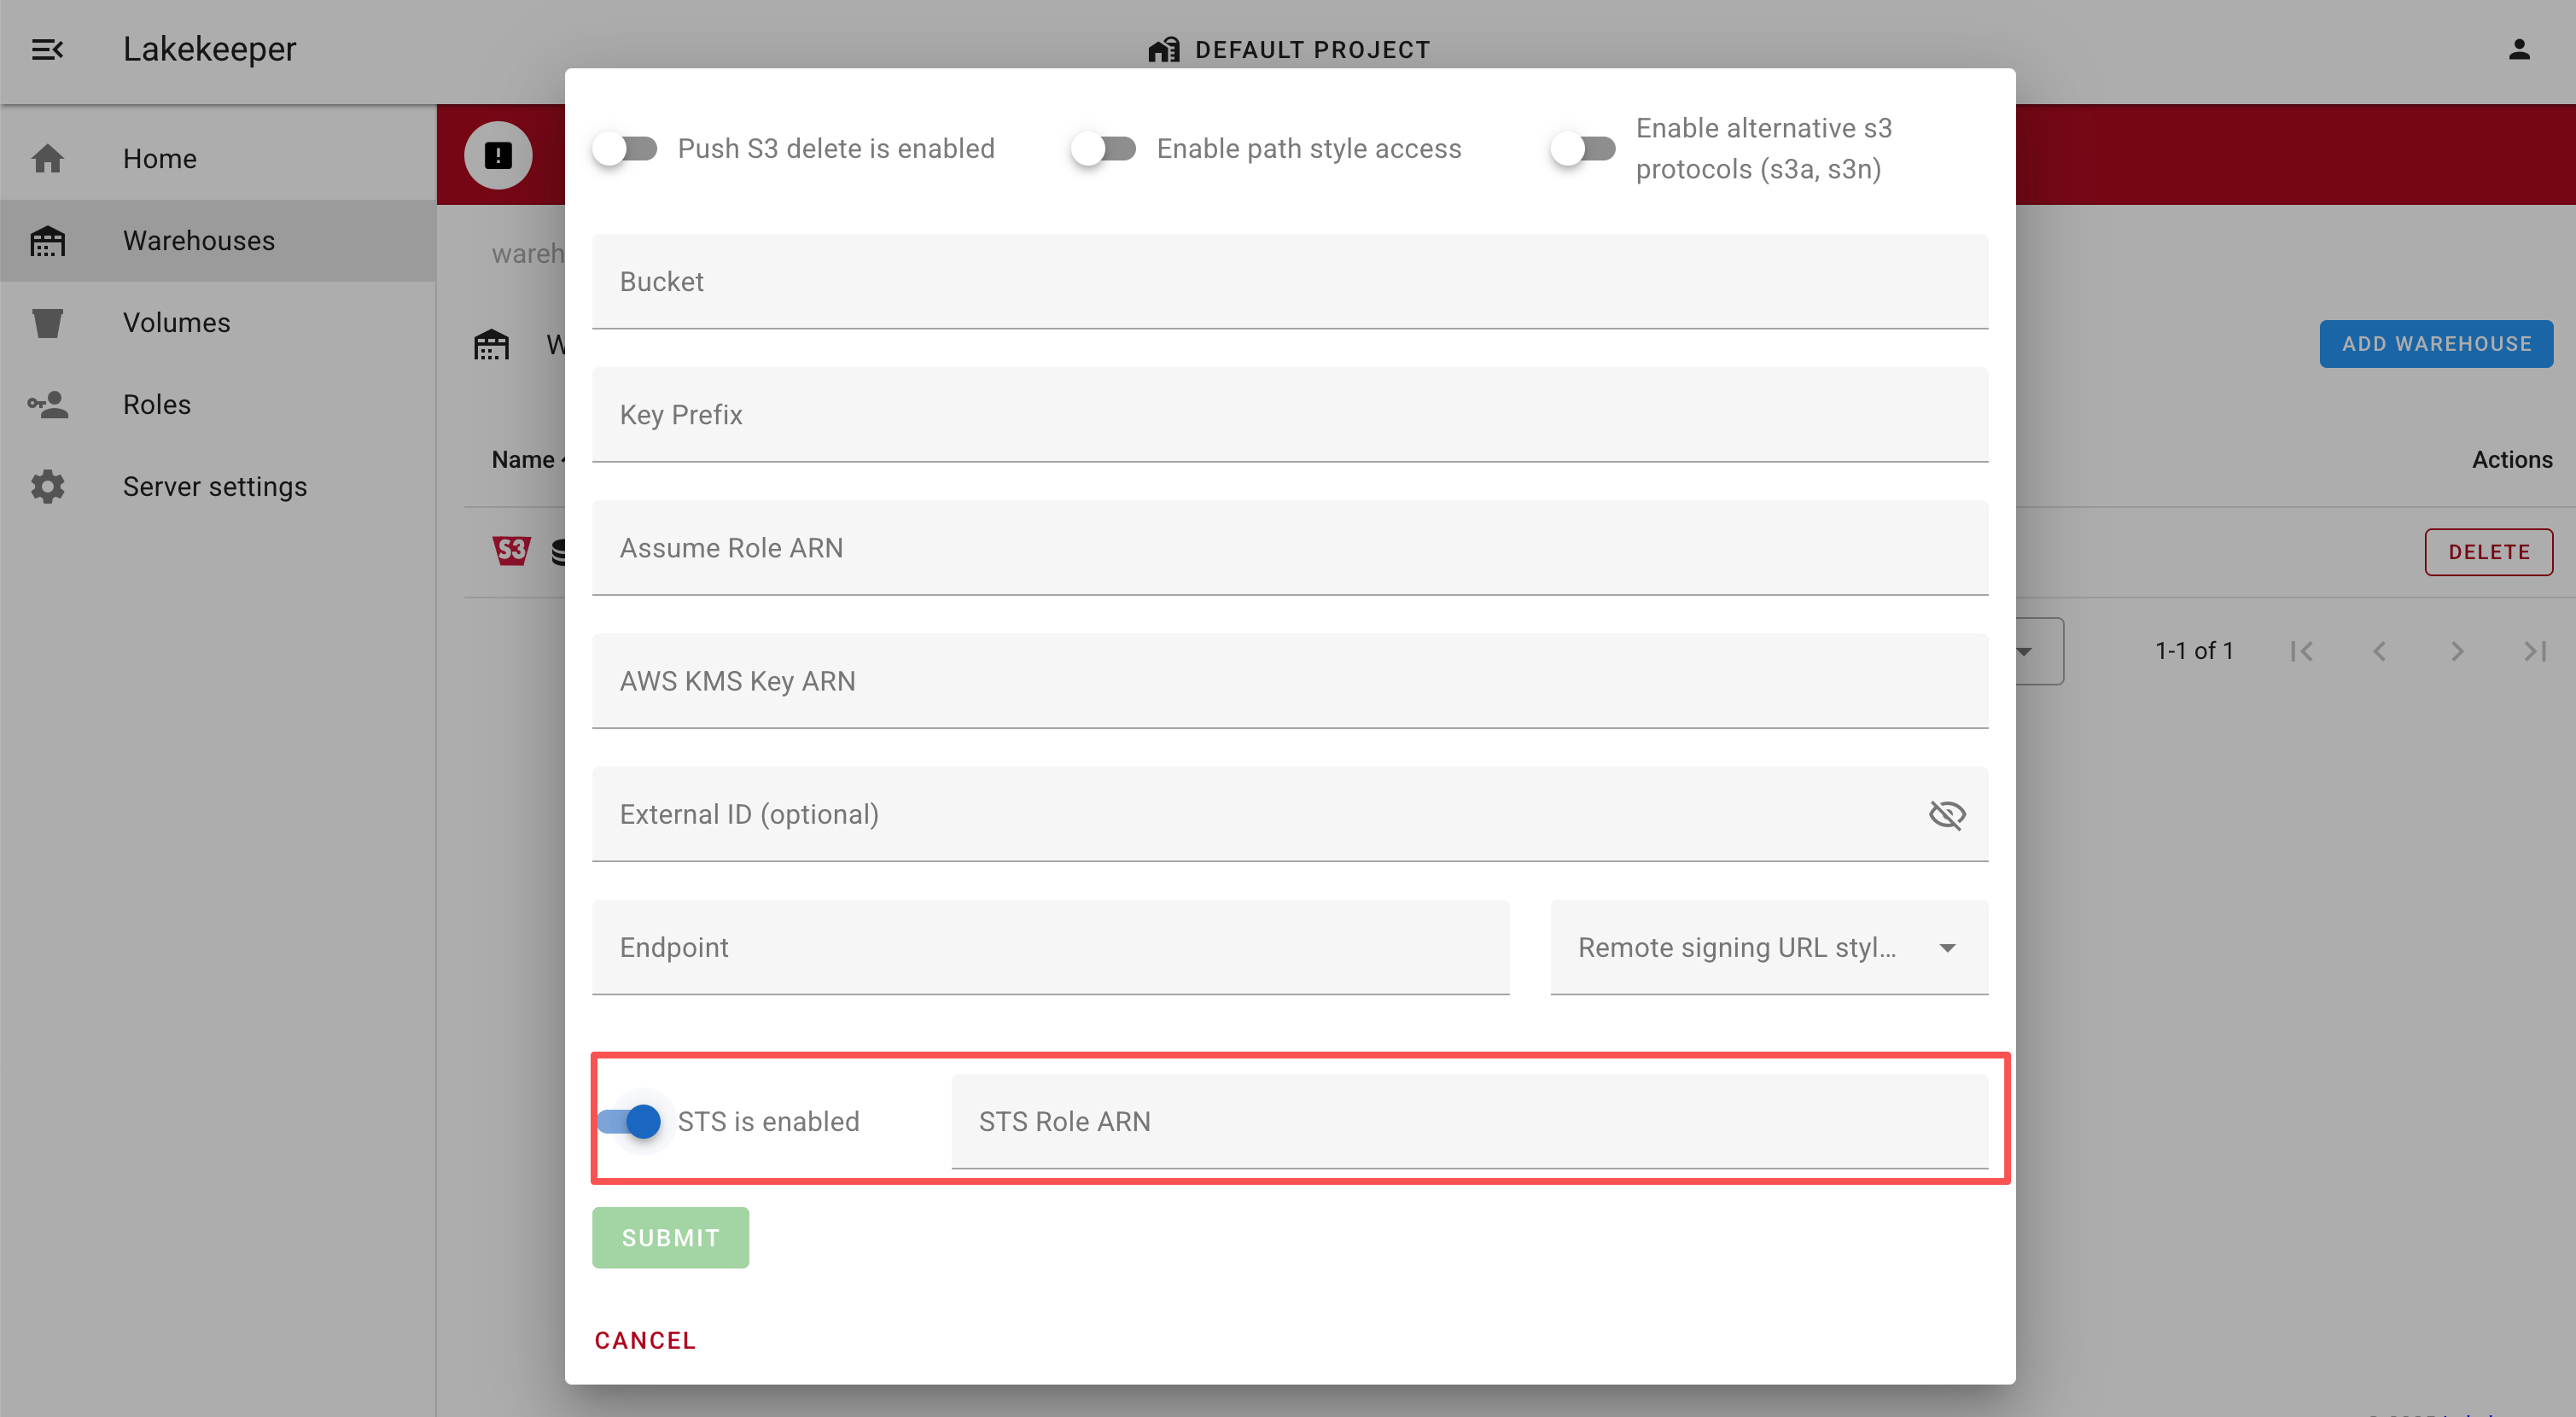 Lakekeeper
DEFAULT PROJECT
Home
Warehouses
Volumes
Roles
Server settings
ADD WAREHOUSE
Name
Actions
S3
DELETE
1-1 of 1
Push S3 delete is enabled
Enable path style access
Enable alternative s3
protocols (s3a, s3n)
Bucket
Key Prefix
Assume Role ARN
AWS KMS Key ARN
External ID (optional)
Endpoint
Remote signing URL styl...
STS is enabled
STS Role ARN
SUBMIT
CANCEL